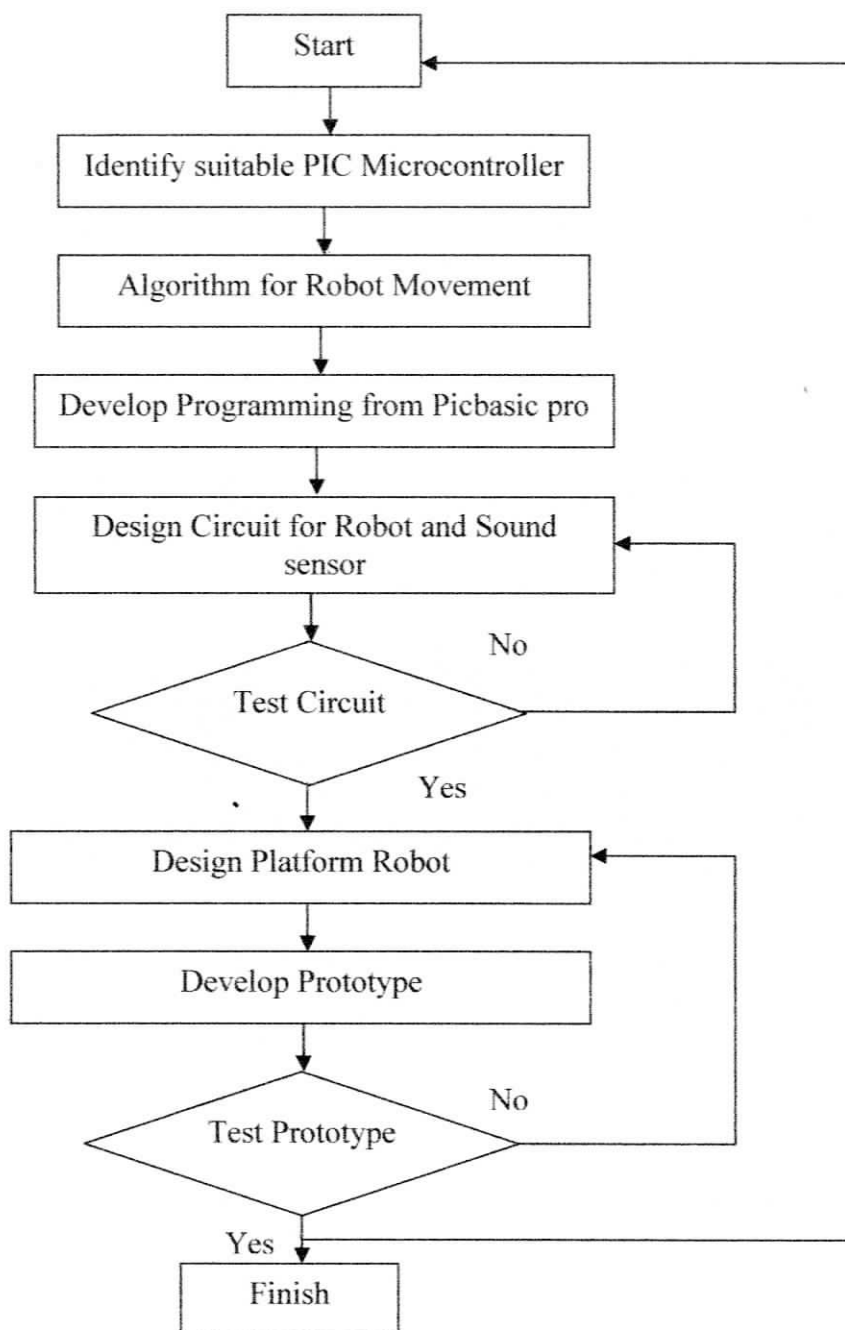 Start
Identify suitable PIC Microcontroller
Algorithm for Robot Movement
Develop Programming from Picbasic pro
Design Circuit for Robot and Sound
sensor
No
Test Circuit
Yes
Design Platform Robot
Develop Prototype
No
Test Prototype
Yes
Finish